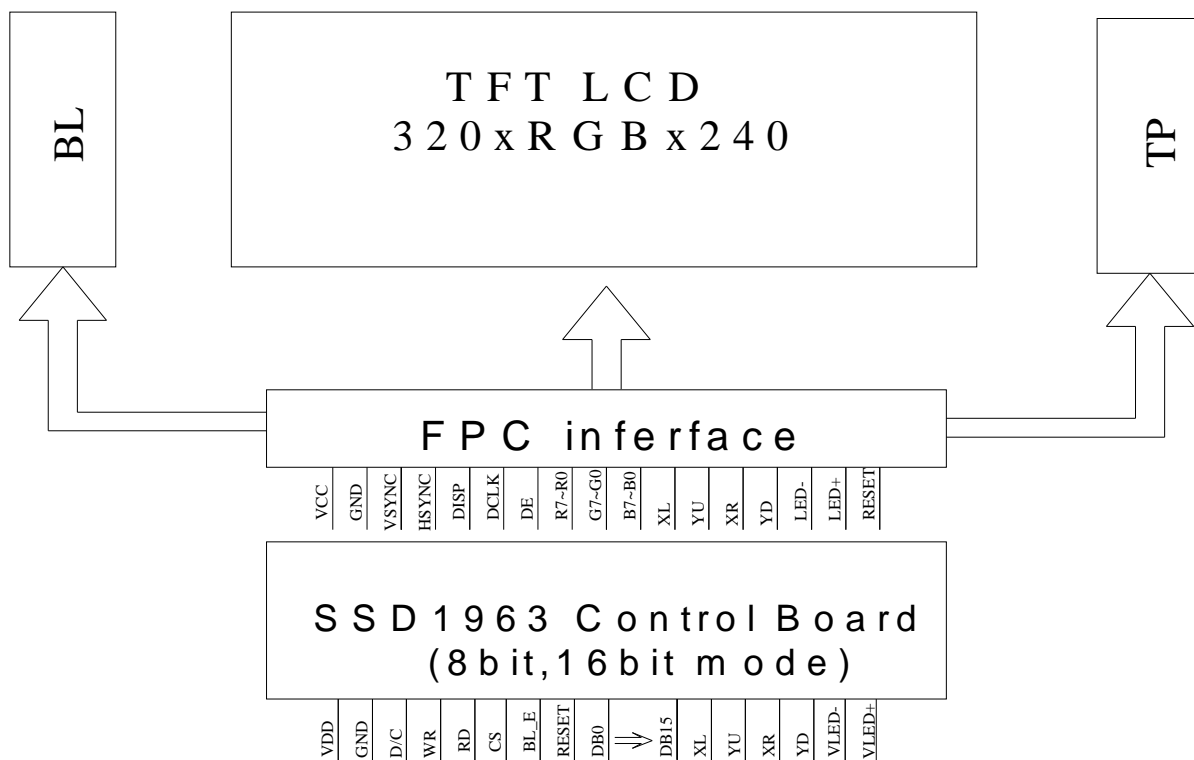 BL
TFT LCD
320xRGBx240
TP
FPC inferface
VCC
GND
VSYNC
HSYNC
DISP
DCLK
DE
R7~R0
G7~G0
B7~B0
XL
YU
XR
YD
LED-
LED+
RESET
SSD1963 Control Board
(8bit,16bit mode)
VDD
GND
D/C
WR
RD
CS
BL_E
RESET
DB0
DB15
XL
YU
XR
YD
VLED-
VLED+